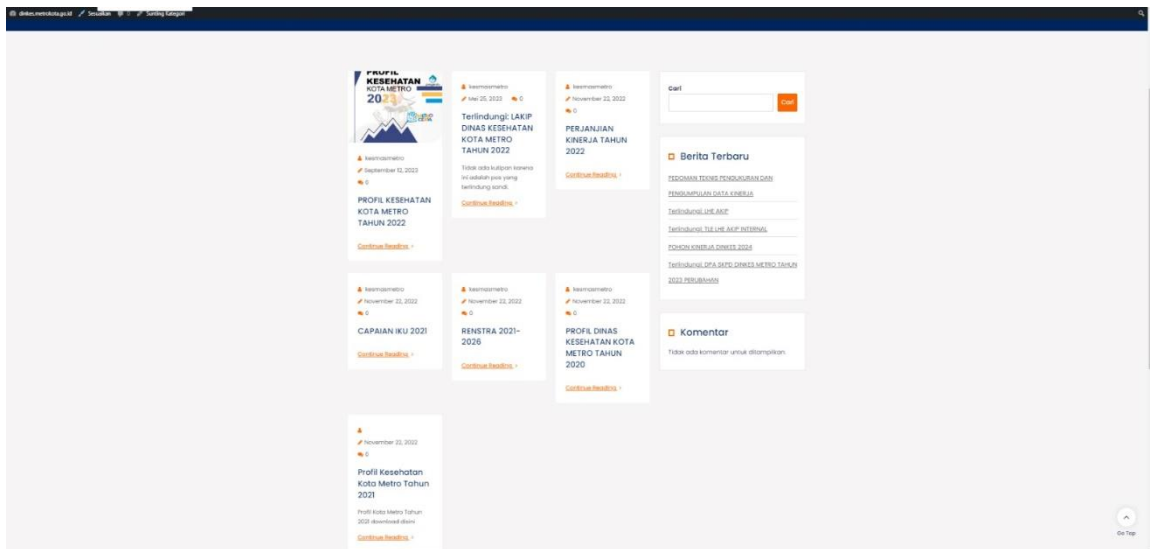 dinkes.metrokota.go.id Sesuaikan 0 Sunting Kategori
PROFIL
KESEHATAN
KOTA METRO
2023
kesmasmetro
September 12, 2023
0
PROFIL KESEHATAN
KOTA METRO
TAHUN 2022
Continue Reading
kesmasmetro
Mei 25, 2023 0
Terlindungi: LAKIP
DINAS KESEHATAN
KOTA METRO
TAHUN 2022
Tidak ada kutipan karena
ini adalah pos yang
terlindung sandi.
Continue Reading
kesmasmetro
November 22, 2022
0
PERJANJIAN
KINERJA TAHUN
2022
Continue Reading
kesmasmetro
November 22, 2022
0
CAPAIAN IKU 2021
Continue Reading
kesmasmetro
November 22, 2022
0
RENSTRA 2021-
2026
Continue Reading
kesmasmetro
November 22, 2022
0
PROFIL DINAS
KESEHATAN KOTA
METRO TAHUN
2020
Continue Reading
November 22, 2022
0
Profil Kesehatan
Kota Metro Tahun
2021
Profil Kota Metro Tahun
2021 download disini
Continue Reading
Cari
Cari
Berita Terbaru
PEDOMAN TEKNIS PENGUKURAN DAN
PENGUMPULAN DATA KINERJA
Terlindungi: LHE AKIP
Terlindungi: TLE LHE AKIP INTERNAL
POHON KINERJA DINKES 2024
Terlindungi: DPA SKPD DINKES METRO TAHUN
2023 PERUBAHAN
Komentar
Tidak ada komentar untuk ditampilkan.
Go Top